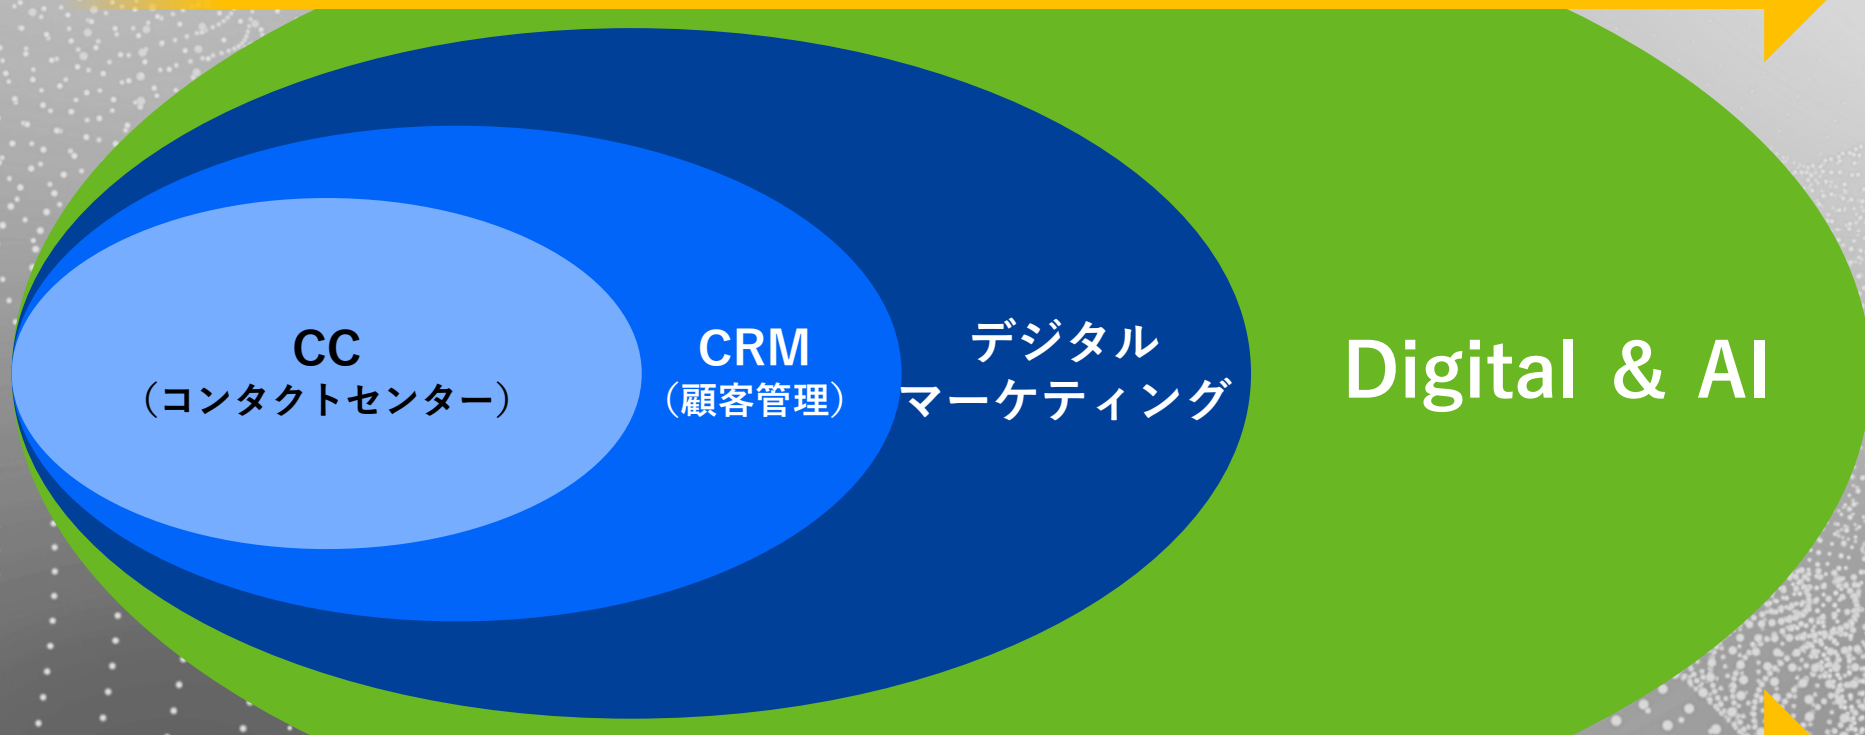 CC
（コンタクトセンター）
CRM
（顧客管理）
デジタル
マーケティング
Digital & AI